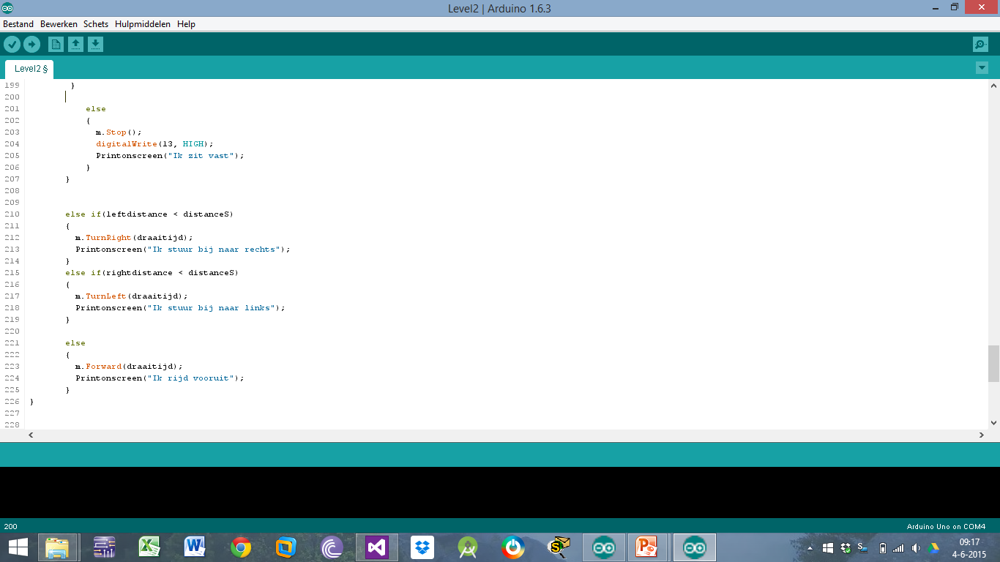 Level2 | Arduino 1.6.3
Bestand Bewerken Schets Hulpmiddelen Help
Level2 §
199 }
200
201 else
202 {
203 m.Stop();
204 digitalWrite(13, HIGH);
205 Printonscreen("Ik zit vast");
206 }
207 }
208
209
210 else if(leftdistance < distanceS)
211 {
212 m.TurnRight(draaitijd);
213 Printonscreen("Ik stuur bij naar rechts");
214 }
215 else if(rightdistance < distanceS)
216 {
217 m.TurnLeft(draaitijd);
218 Printonscreen("Ik stuur bij naar links");
219 }
220
221 else
222 {
223 m.Forward(draaitijd);
224 Printonscreen("Ik rijd vooruit");
225 }
226 }
227
228
200 Arduino Uno on COM4
09:17
4-6-2015